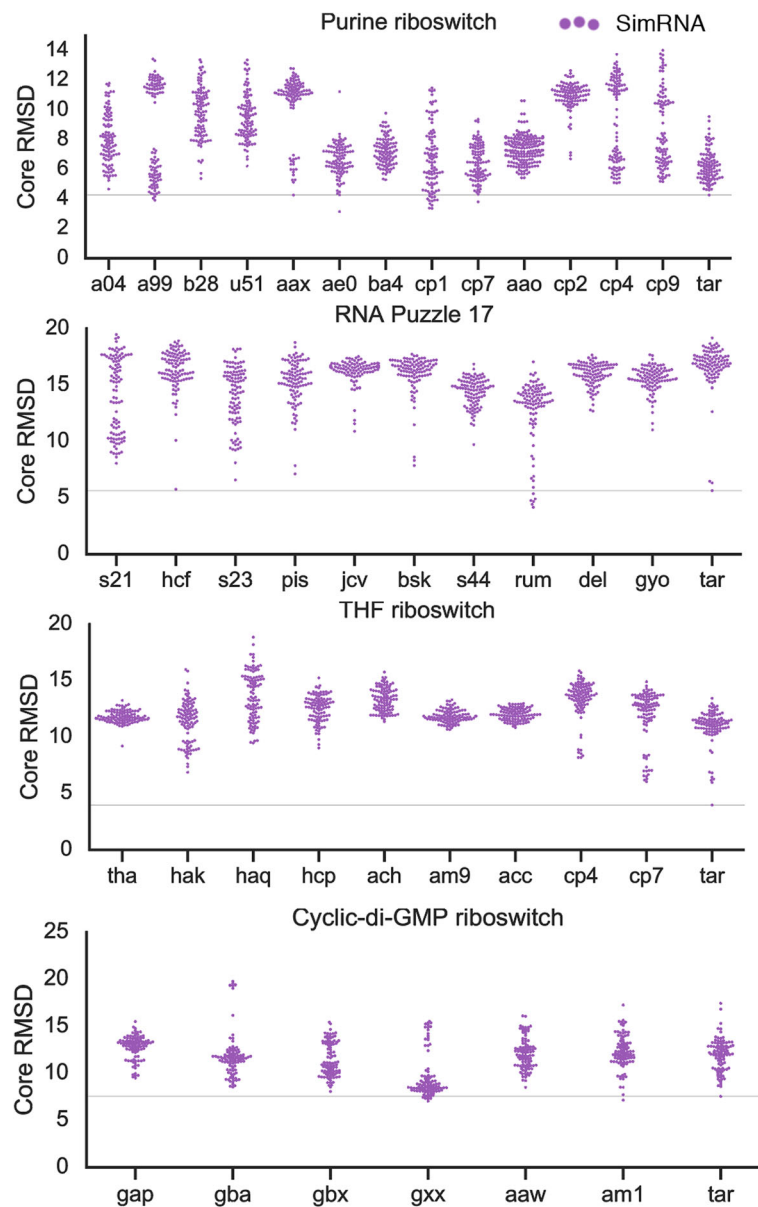 Purine riboswitch
SimRNA
Core RMSD
14
12
10
8
6
4
2
0
a04 a99 b28 u51 aax ae0 ba4 cp1 cp7 aao cp2 cp4 cp9 tar
RNA Puzzle 17
Core RMSD
20
15
10
5
0
s21 hcf s23 pis jcv bsk s44 rum del gyo tar
THF riboswitch
Core RMSD
20
15
10
5
0
tha hak haq hcp ach am9 acc cp4 cp7 tar
Cyclic-di-GMP riboswitch
Core RMSD
25
20
15
10
5
0
gap gba gbx gxx aaw am1 tar